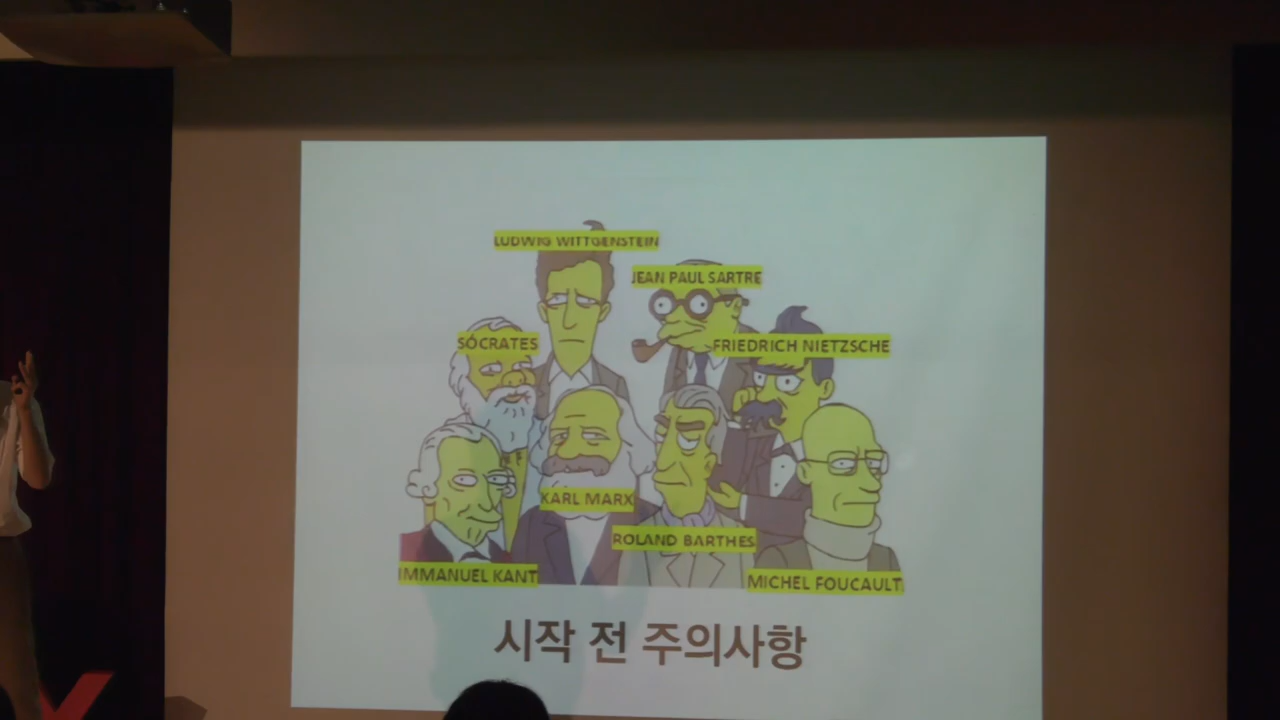 LUDWIG WITTGENSTEIN
JEAN PAUL SARTRE
SÓCRATES
FRIEDRICH NIETZSCHE
KARL MARX
ROLAND BARTHES
IMMANUEL KANT
MICHEL FOUCAULT
시작 전 주의사항